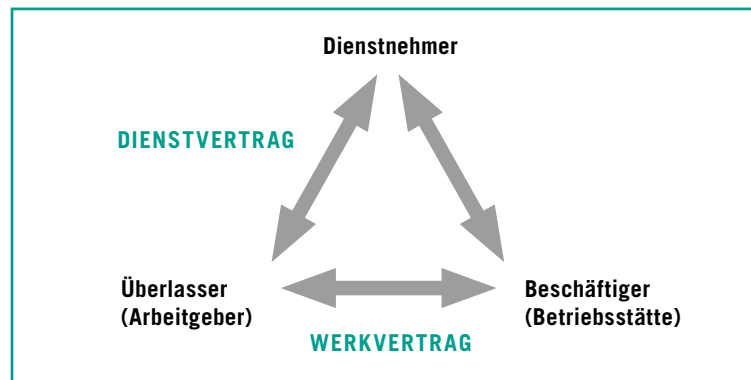 Dienstnehmer
DIENSTVERTRAG
Überlasser
(Arbeitgeber)
Beschäftiger
(Betriebsstätte)
WERKVERTRAG